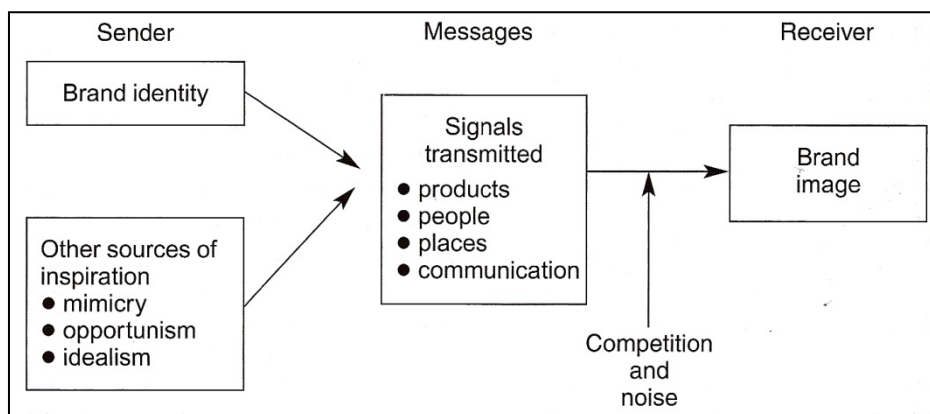 Sender
Messages
Receiver
Brand identity
Signals
transmitted
● products
● people
● places
● communication
Brand
image
Other sources of
inspiration
● mimicry
● opportunism
● idealism
Competition
and
noise